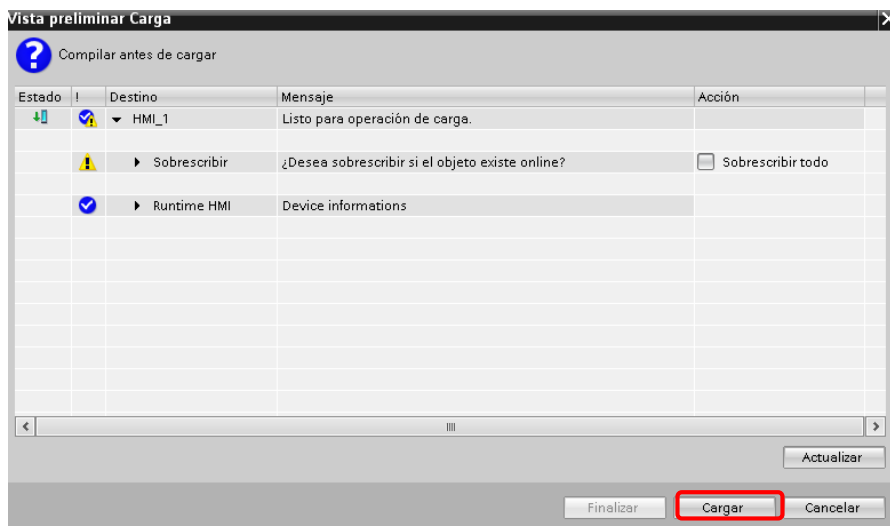 Vista preliminar Carga
Compilar antes de cargar
Estado ! Destino Mensaje Acción
HMI_1 Listo para operación de carga.
Sobrescribir ¿Desea sobrescribir si el objeto existe online? Sobrescribir todo
Runtime HMI Device informations
Actualizar
Finalizar Cargar Cancelar